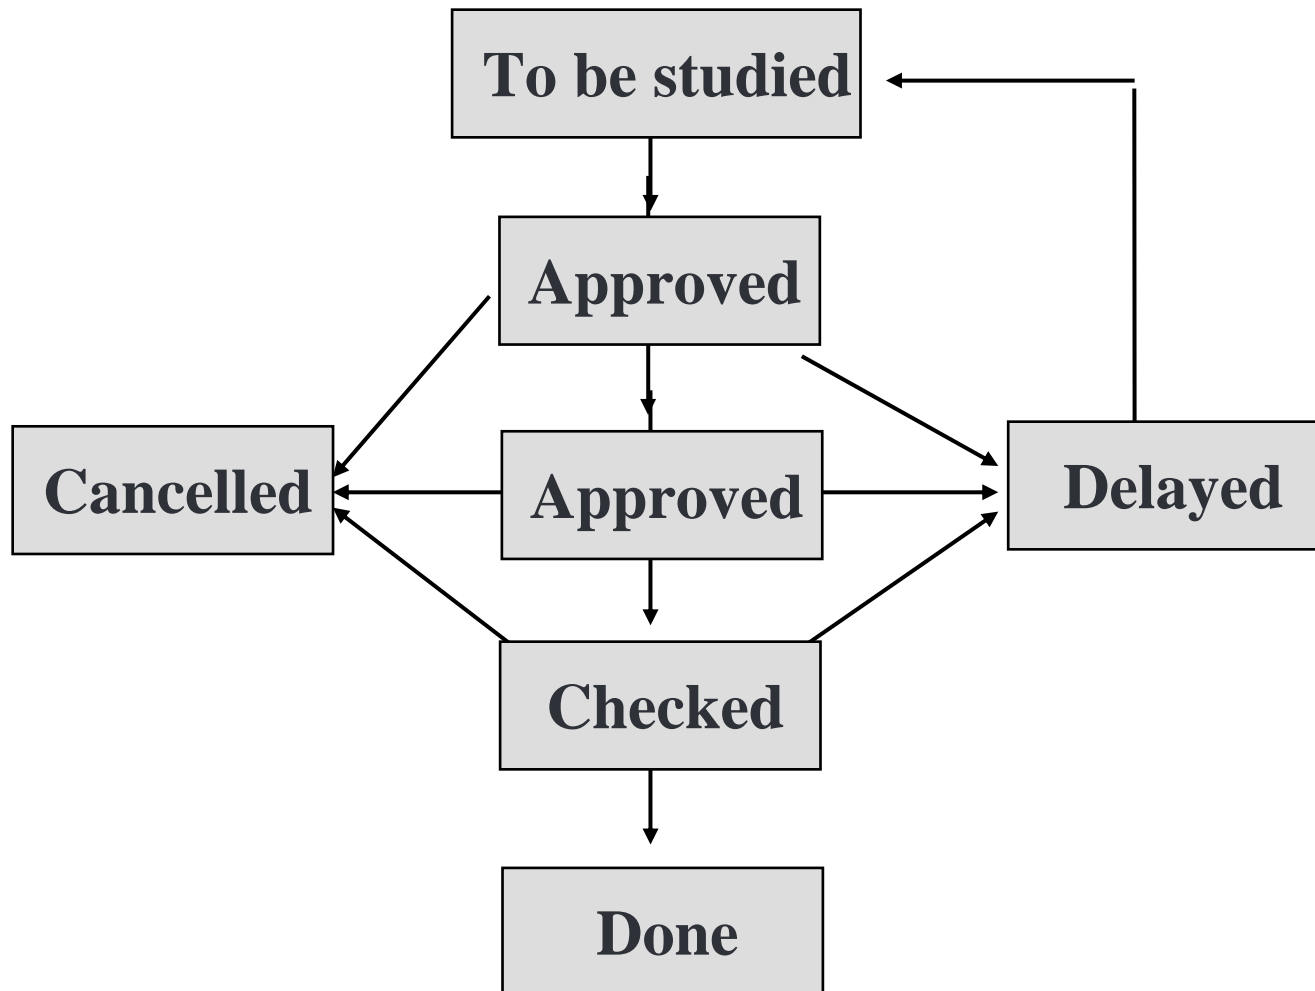 To be studied
Approved
Cancelled
Approved
Delayed
Checked
Done